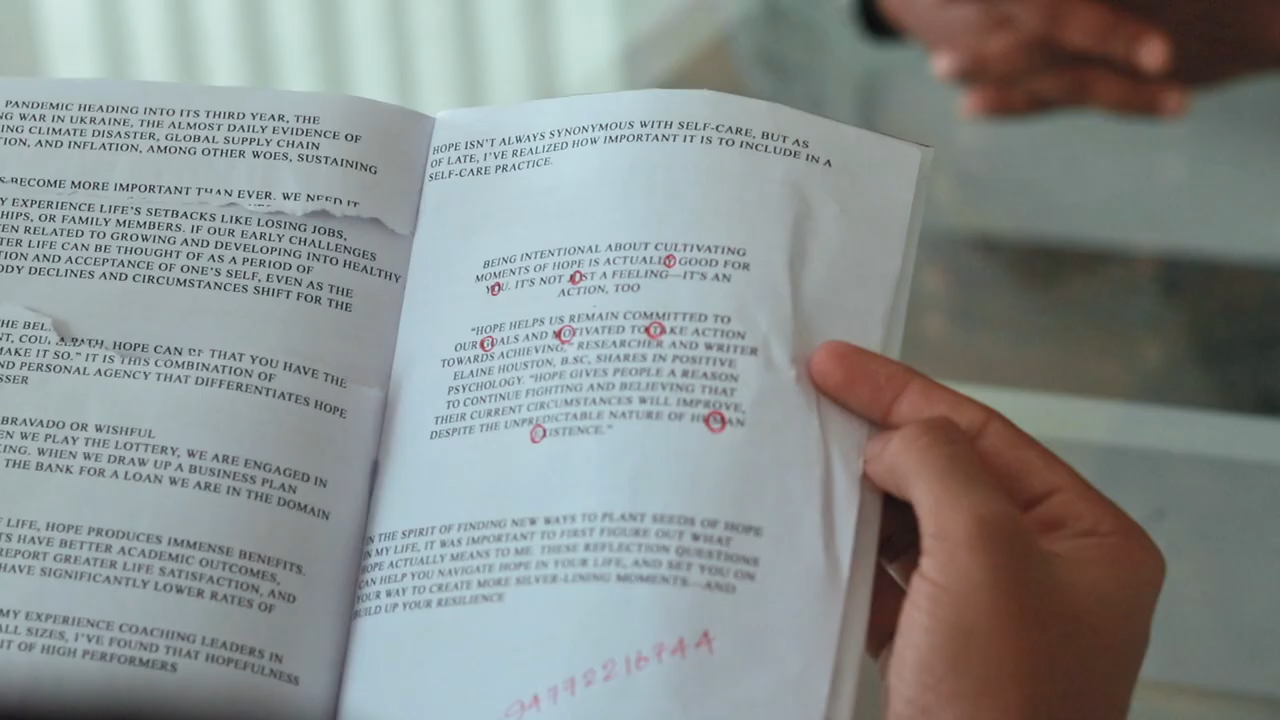 PANDEMIC HEADING INTO ITS THIRD YEAR, THE
NG WAR IN UKRAINE, THE ALMOST DAILY EVIDENCE OF
ING CLIMATE DISASTER, GLOBAL SUPPLY CHAIN
TION, AND INFLATION, AMONG OTHER WOES, SUSTAINING
BECOME MORE IMPORTANT THAN EVER. WE NEED IT
Y EXPERIENCE LIFE'S SETBACKS LIKE LOSING JOBS,
SHIPS, OR FAMILY MEMBERS. IF OUR EARLY CHALLENGES
EN RELATED TO GROWING AND DEVELOPING INTO HEALTHY
TER LIFE CAN BE THOUGHT OF AS A PERIOD OF
TION AND ACCEPTANCE OF ONE'S SELF, EVEN AS THE
ODY DECLINES AND CIRCUMSTANCES SHIFT FOR THE
THE BEL
PATH. HOPE CAN BE THAT YOU HAVE THE
MAKE IT SO." IT IS THIS COMBINATION OF
ND PERSONAL AGENCY THAT DIFFERENTIATES HOPE
SSER
BRAVADO OR WISHFUL
EN WE PLAY THE LOTTERY, WE ARE ENGAGED IN
KING. WHEN WE DRAW UP A BUSINESS PLAN
THE BANK FOR A LOAN WE ARE IN THE DOMAIN
F LIFE, HOPE PRODUCES IMMENSE BENEFITS.
TS HAVE BETTER ACADEMIC OUTCOMES,
REPORT GREATER LIFE SATISFACTION, AND
HAVE SIGNIFICANTLY LOWER RATES OF
MY EXPERIENCE COACHING LEADERS IN
ALL SIZES, I'VE FOUND THAT HOPEFULNESS
IT OF HIGH PERFORMERS
HOPE ISN'T ALWAYS SYNONYMOUS WITH SELF-CARE, BUT AS
OF LATE, I'VE REALIZED HOW IMPORTANT IT IS TO INCLUDE IN A
SELF-CARE PRACTICE.
BEING INTENTIONAL ABOUT CULTIVATING
MOMENTS OF HOPE IS ACTUALLY GOOD FOR
YOU. IT'S NOT JUST A FEELING—IT'S AN
ACTION, TOO
"HOPE HELPS US REMAIN COMMITTED TO
OUR GOALS AND MOTIVATED TO TAKE ACTION
TOWARDS ACHIEVING," RESEARCHER AND WRITER
ELAINE HOUSTON, B.SC, SHARES IN POSITIVE
PSYCHOLOGY. "HOPE GIVES PEOPLE A REASON
TO CONTINUE FIGHTING AND BELIEVING THAT
THEIR CURRENT CIRCUMSTANCES WILL IMPROVE,
DESPITE THE UNPREDICTABLE NATURE OF HUMAN
EXISTENCE."
IN THE SPIRIT OF FINDING NEW WAYS TO PLANT SEEDS OF HOPE
IN MY LIFE, IT WAS IMPORTANT TO FIRST FIGURE OUT WHAT
HOPE ACTUALLY MEANS TO ME. THESE REFLECTION QUESTIONS
CAN HELP YOU NAVIGATE HOPE IN YOUR LIFE, AND SET YOU ON
YOUR WAY TO CREATE MORE SILVER-LINING MOMENTS—AND
BUILD UP YOUR RESILIENCE